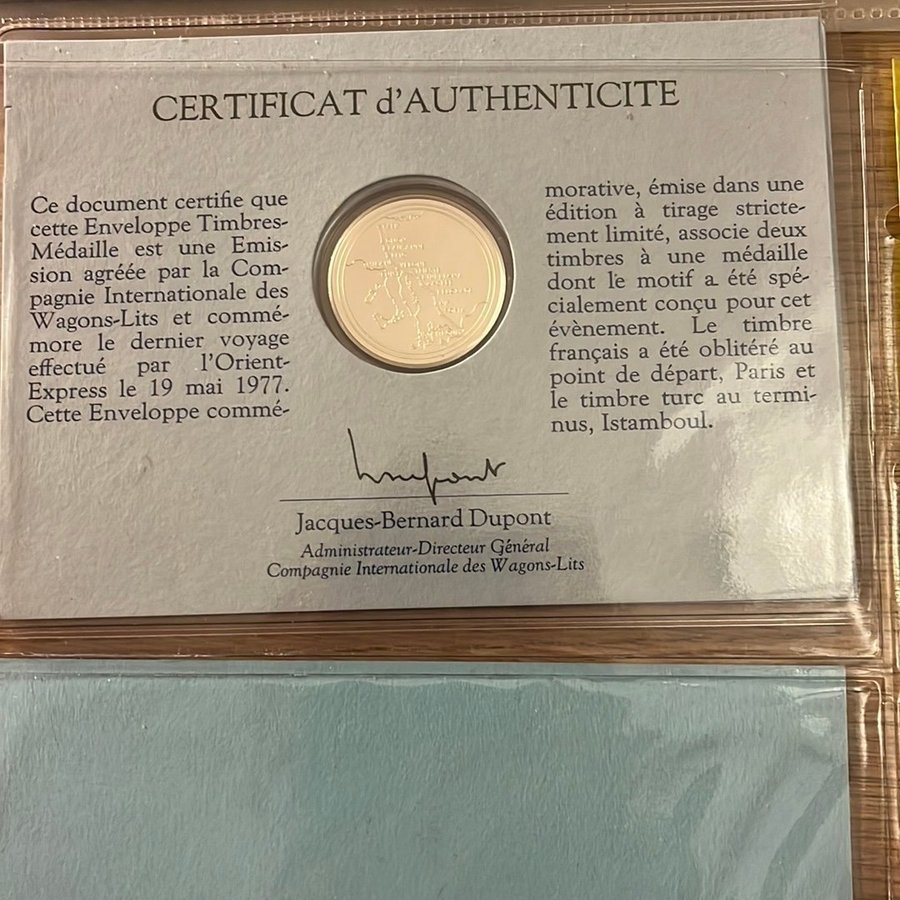 CERTIFICAT d'AUTHENTICITE
Ce document certifie que
cette Enveloppe Timbres-
Médaille est une Emis-
sion agréée par la Com-
pagnie Internationale des
Wagons-Lits et commé-
more le dernier voyage
effectué par l'Orient-
Express le 19 mai 1977.
Cette Enveloppe commé-
morative, émise dans une
édition à tirage stricte-
ment limité, associe deux
timbres à une médaille
dont le motif a été spé-
cialement conçu pour cet
évènement. Le timbre
français a été oblitéré au
point de départ, Paris et
le timbre turc au termi-
nus, Istamboul.
Jacques-Bernard Dupont
Administrateur-Directeur Général
Compagnie Internationale des Wagons-Lits